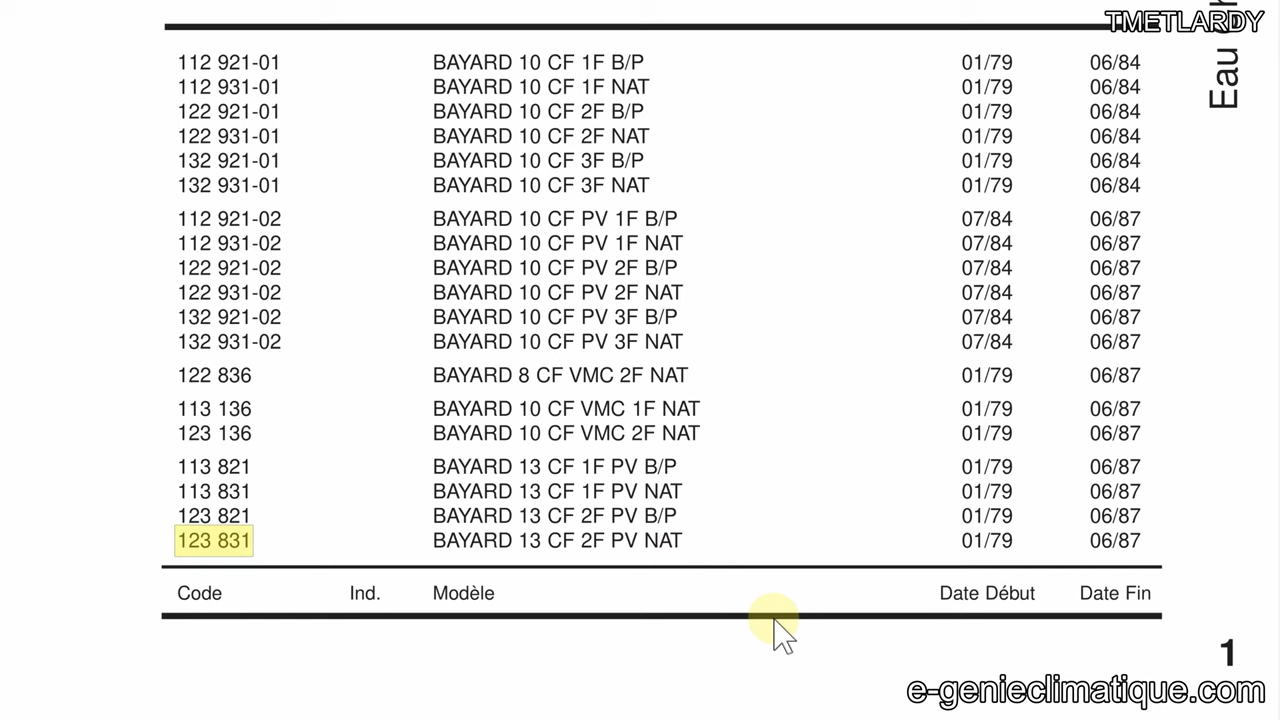 TMETLARDY
Eau
112 921-01 BAYARD 10 CF 1F B/P 01/79 06/84
112 931-01 BAYARD 10 CF 1F NAT 01/79 06/84
122 921-01 BAYARD 10 CF 2F B/P 01/79 06/84
122 931-01 BAYARD 10 CF 2F NAT 01/79 06/84
132 921-01 BAYARD 10 CF 3F B/P 01/79 06/84
132 931-01 BAYARD 10 CF 3F NAT 01/79 06/84
112 921-02 BAYARD 10 CF PV 1F B/P 07/84 06/87
112 931-02 BAYARD 10 CF PV 1F NAT 07/84 06/87
122 921-02 BAYARD 10 CF PV 2F B/P 07/84 06/87
122 931-02 BAYARD 10 CF PV 2F NAT 07/84 06/87
132 921-02 BAYARD 10 CF PV 3F B/P 07/84 06/87
132 931-02 BAYARD 10 CF PV 3F NAT 07/84 06/87
122 836 BAYARD 8 CF VMC 2F NAT 01/79 06/87
113 136 BAYARD 10 CF VMC 1F NAT 01/79 06/87
123 136 BAYARD 10 CF VMC 2F NAT 01/79 06/87
113 821 BAYARD 13 CF 1F PV B/P 01/79 06/87
113 831 BAYARD 13 CF 1F PV NAT 01/79 06/87
123 821 BAYARD 13 CF 2F PV B/P 01/79 06/87
123 831 BAYARD 13 CF 2F PV NAT 01/79 06/87
Code Ind. Modèle Date Début Date Fin
1
e-genieclimatique.com